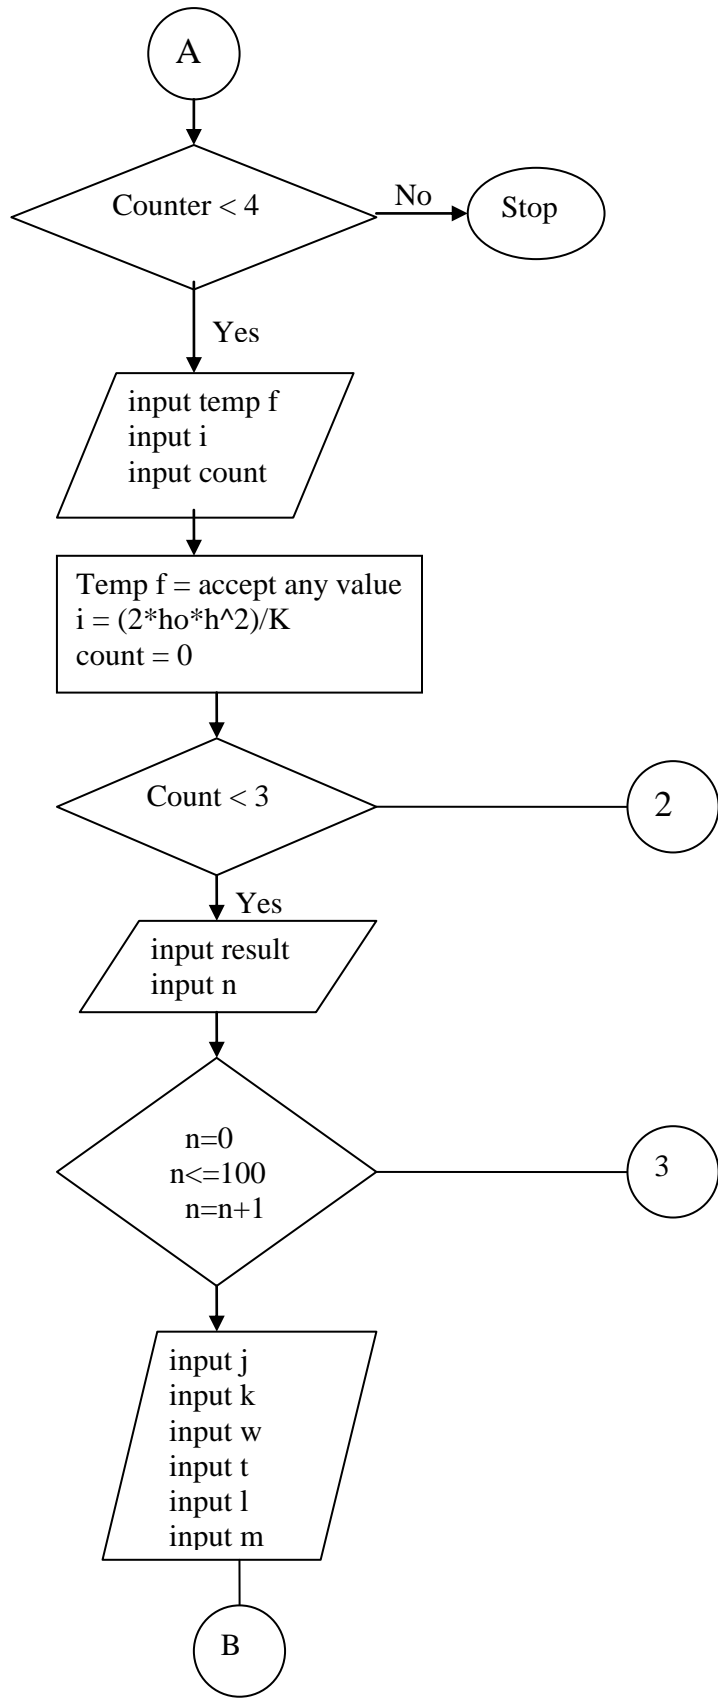 A
Counter < 4
No
Stop
Yes
input temp f
input i
input count
Temp f = accept any value
i = (2*ho*h^2)/K
count = 0
Count < 3
2
Yes
input result
input n
n=0
n<=100
n=n+1
3
input j
input k
input w
input t
input l
input m
B